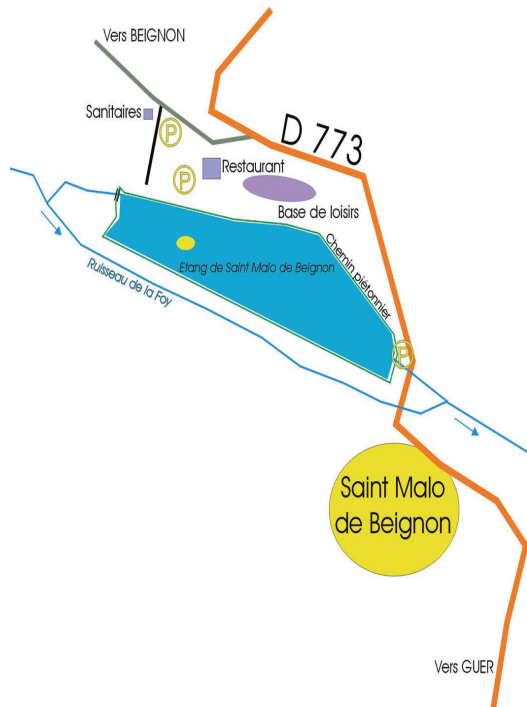 Vers BEIGNON
Sanitaires
P
D 773
P
Restaurant
Base de loisirs
Chemin piétonnier
Etang de Saint Malo de Beignon
Ruisseau de la Foy
P
Saint Malo
de Beignon
Vers GUER